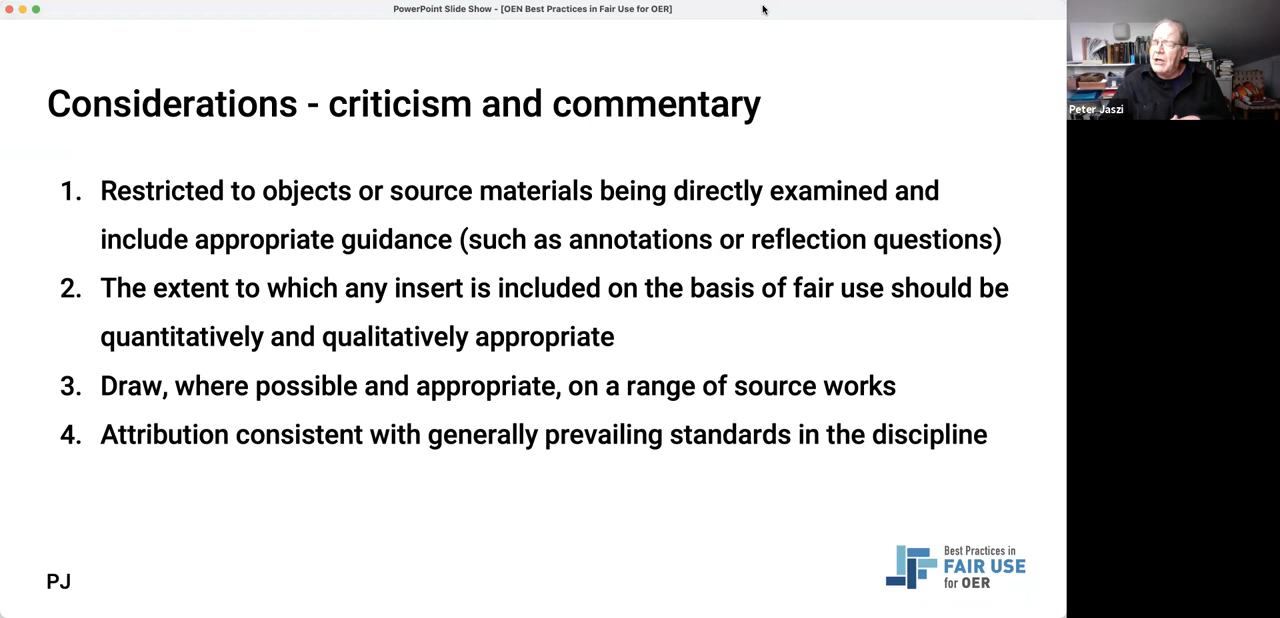 PowerPoint Slide Show - [OEN Best Practices in Fair Use for OER]
Considerations - criticism and commentary
1. Restricted to objects or source materials being directly examined and
include appropriate guidance (such as annotations or reflection questions)
2. The extent to which any insert is included on the basis of fair use should be
quantitatively and qualitatively appropriate
3. Draw, where possible and appropriate, on a range of source works
4. Attribution consistent with generally prevailing standards in the discipline
PJ
Best Practices in
FAIR USE
for OER
Peter Jaszi